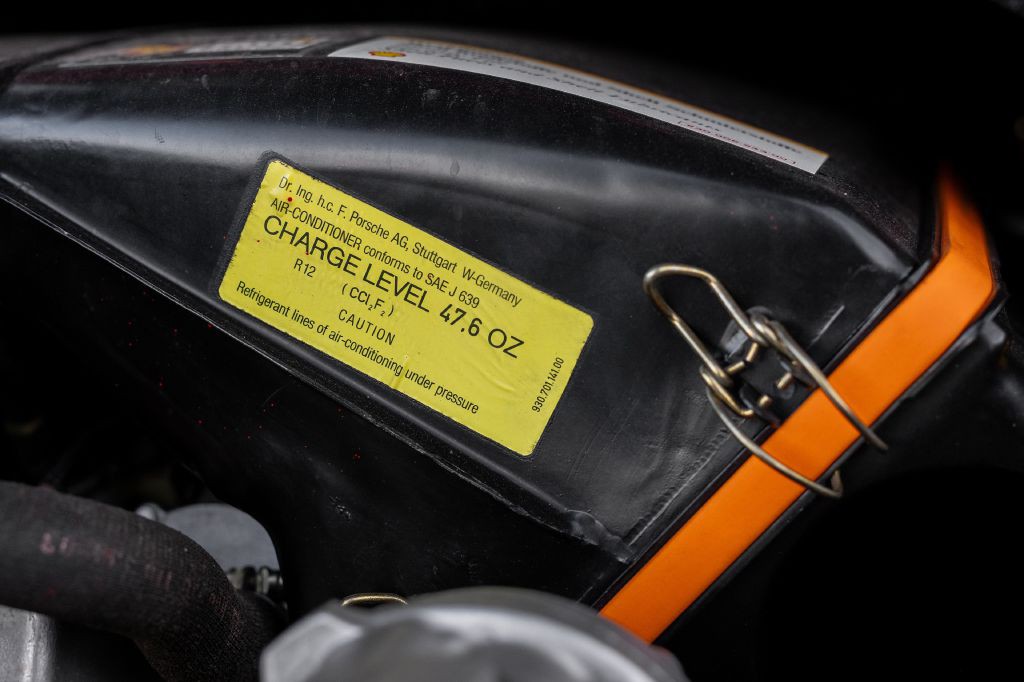 Dr. Ing. h.c. F. Porsche AG, Stuttgart W-Germany
AIR-CONDITIONER conforms to SAE J 639
CHARGE LEVEL 47.6 OZ
R12 (CCl₂F₂)
CAUTION
Refrigerant lines of air-conditioning under pressure
930.701.141.00